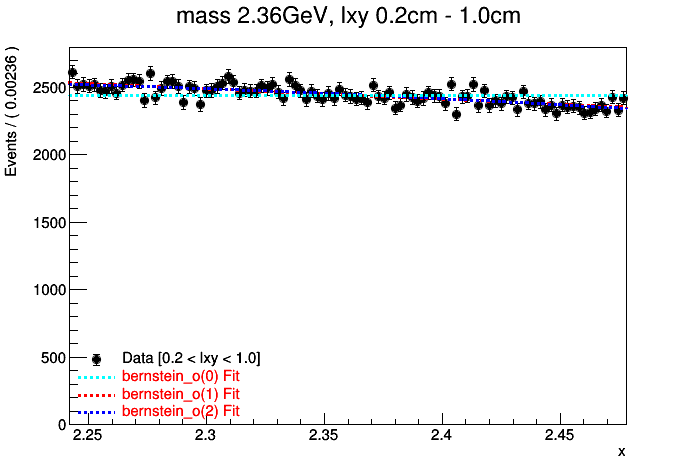 mass 2.36GeV, lxy 0.2cm - 1.0cm
Events / ( 0.00236 )
2500
2000
1500
1000
500
0
Data [0.2 < lxy < 1.0]
bernstein_o(0) Fit
bernstein_o(1) Fit
bernstein_o(2) Fit
2.25 2.3 2.35 2.4 2.45
x